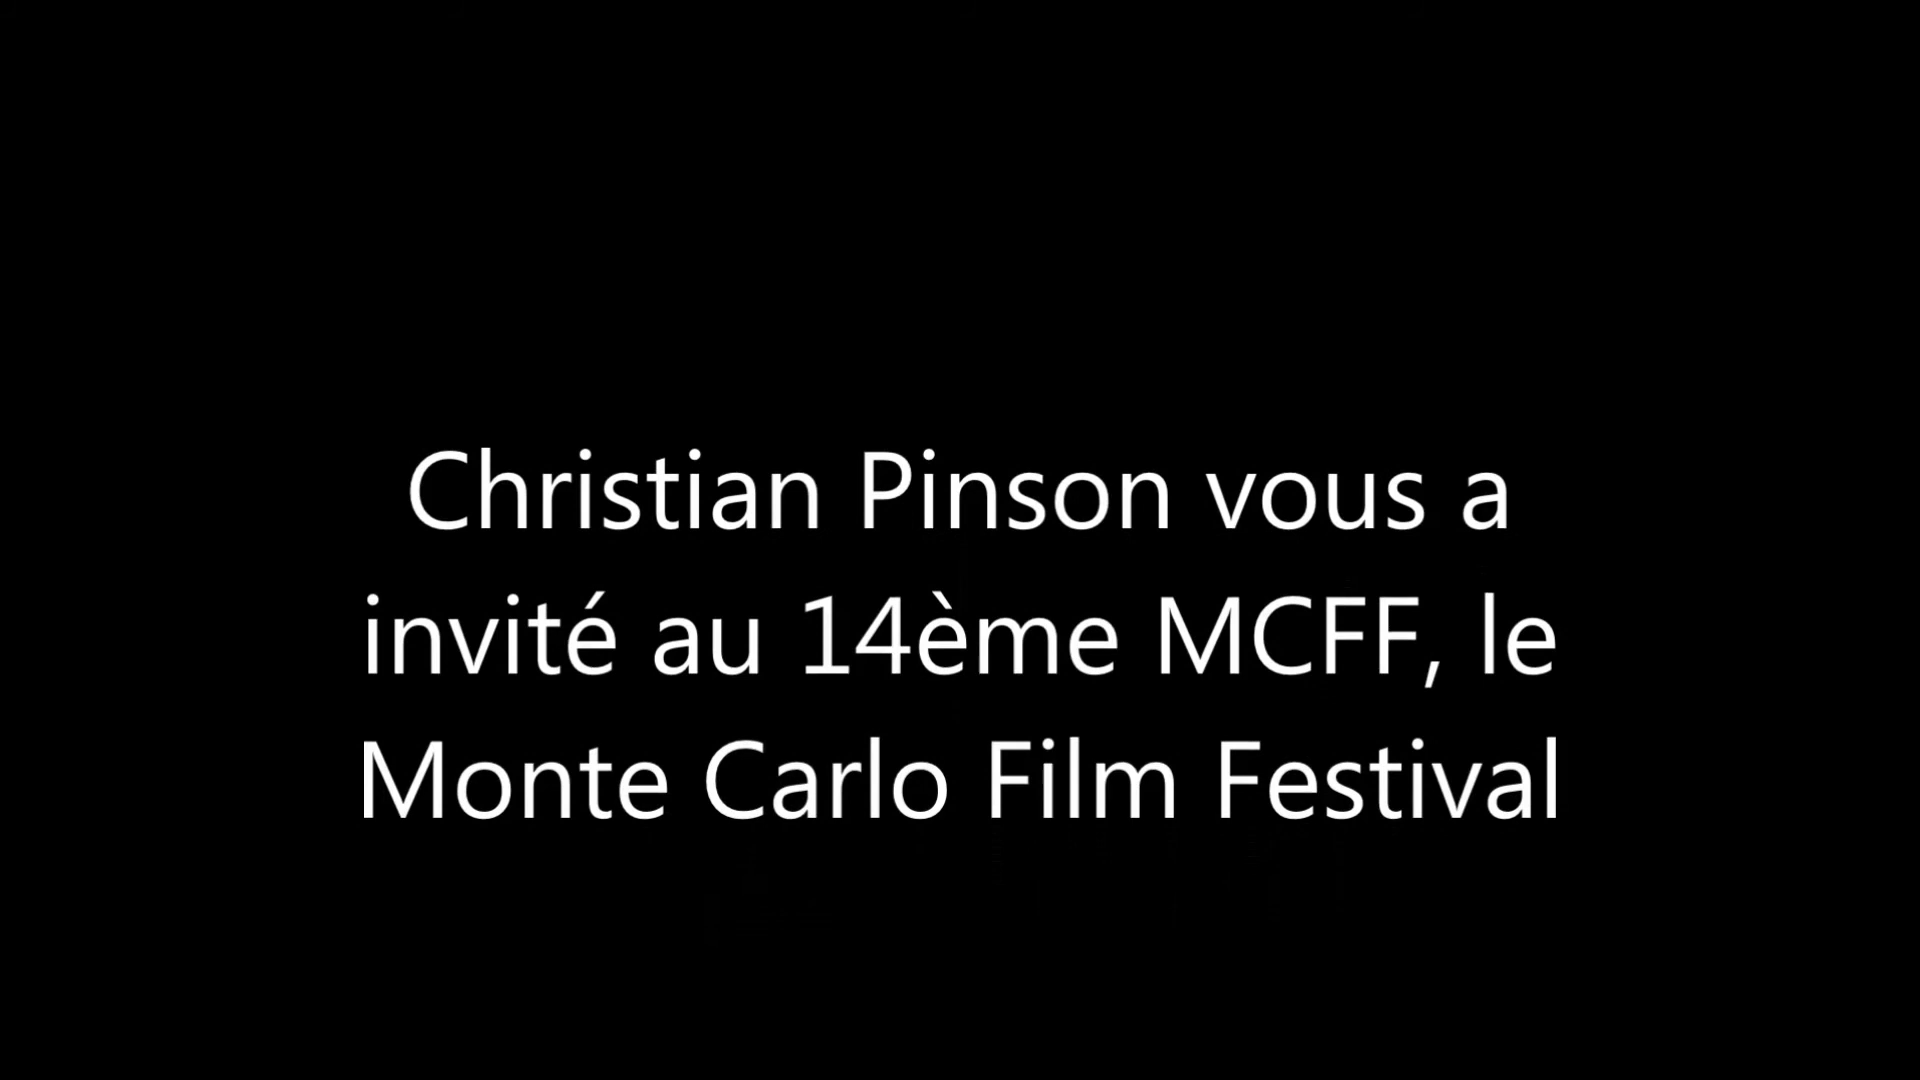 Christian Pinson vous a
invité au 14ème MCFF, le
Monte Carlo Film Festival